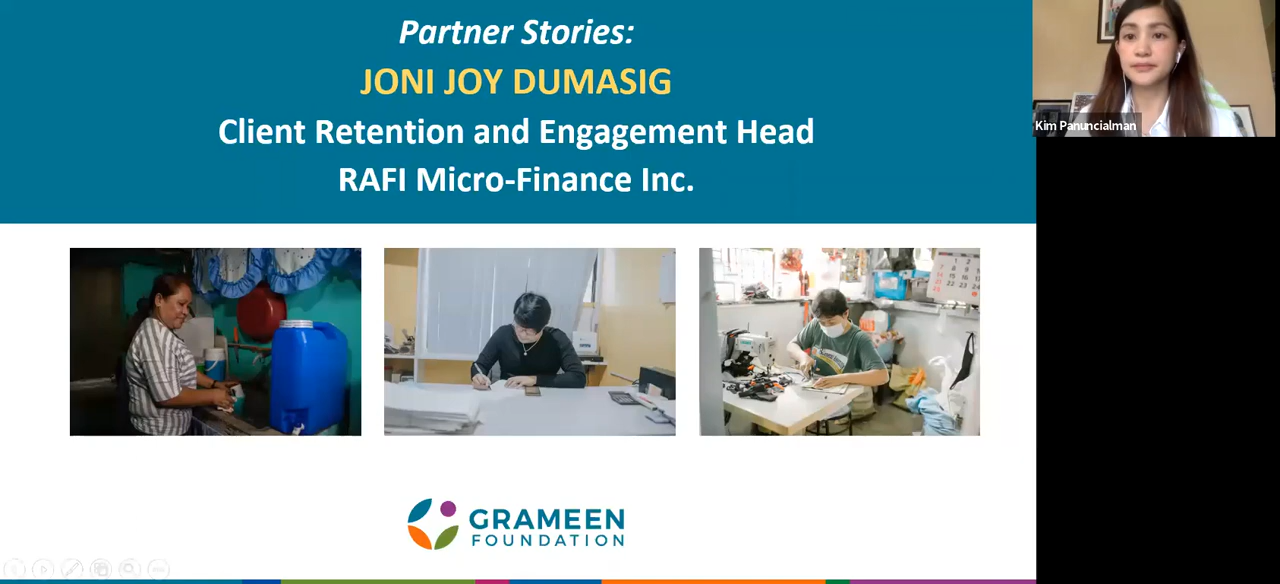 Partner Stories:
JONI JOY DUMASIG
Client Retention and Engagement Head
RAFI Micro-Finance Inc.
Kim Panuncialman
GRAMEEN
FOUNDATION